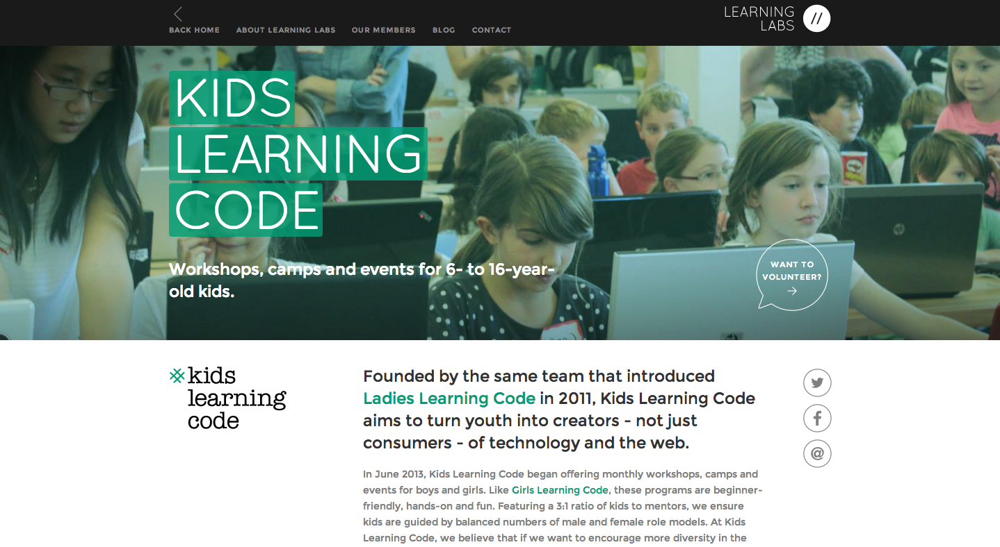 BACK HOME ABOUT LEARNING LABS OUR MEMBERS BLOG CONTACT
LEARNING
LABS
//
KIDS
LEARNING
CODE
Workshops, camps and events for 6- to 16-year-
old kids.
WANT TO
VOLUNTEER?
Pringles
hp
kids
learning
code
Founded by the same team that introduced
Ladies Learning Code in 2011, Kids Learning Code
aims to turn youth into creators - not just
consumers - of technology and the web.
@
In June 2013, Kids Learning Code began offering monthly workshops, camps and
events for boys and girls. Like Girls Learning Code, these programs are beginner-
friendly, hands-on and fun. Featuring a 3:1 ratio of kids to mentors, we ensure
kids are guided by balanced numbers of male and female role models. At Kids
Learning Code, we believe that if we want to encourage more diversity in the